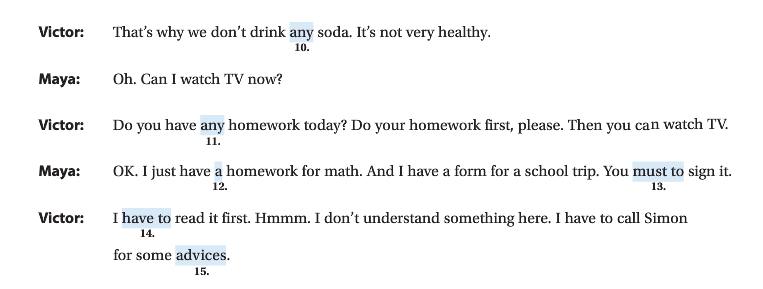 Victor: That's why we don't drink any soda. It's not very healthy.
10.
Maya: Oh. Can I watch TV now?
Victor: Do you have any homework today? Do your homework first, please. Then you can watch TV.
11.
Maya: OK. I just have a homework for math. And I have a form for a school trip. You must to sign it.
12. 13.
Victor: I have to read it first. Hmmm. I don't understand something here. I have to call Simon
14.
for some advices.
15.